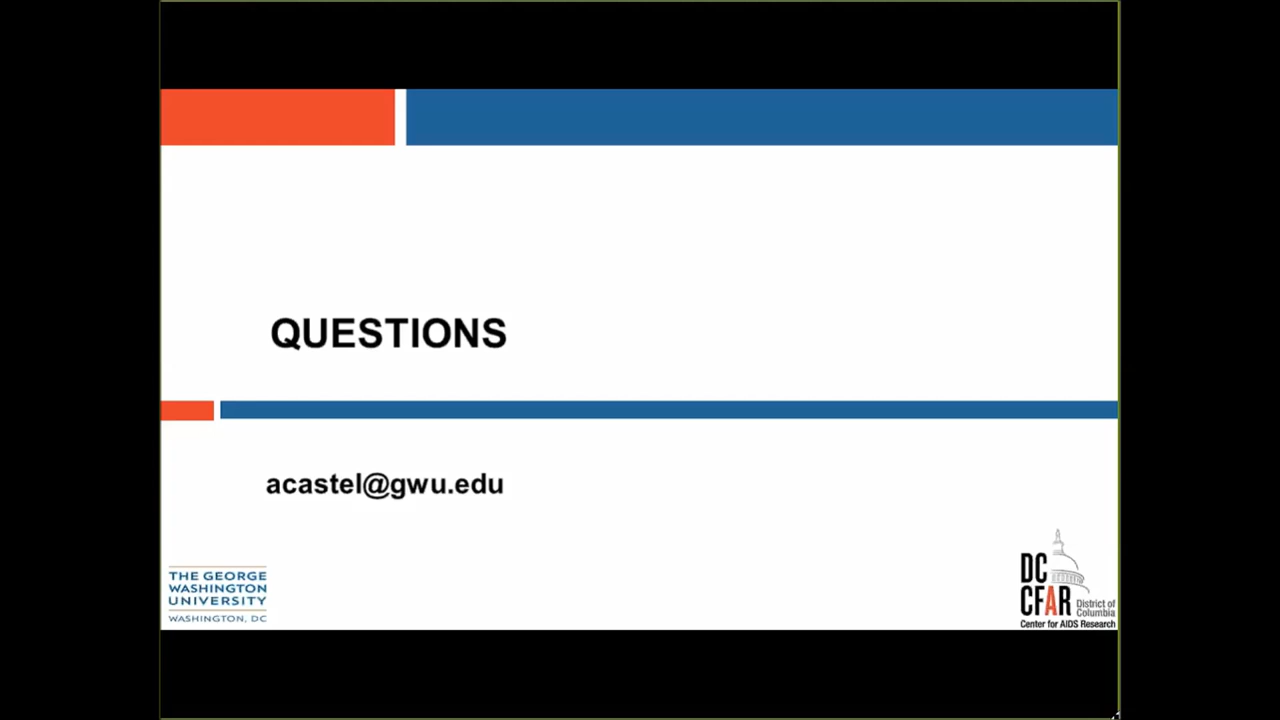 QUESTIONS
acastel@gwu.edu
THE GEORGE
WASHINGTON
UNIVERSITY
WASHINGTON, DC
DC
CFAR
District of
Columbia
Center for AIDS Research